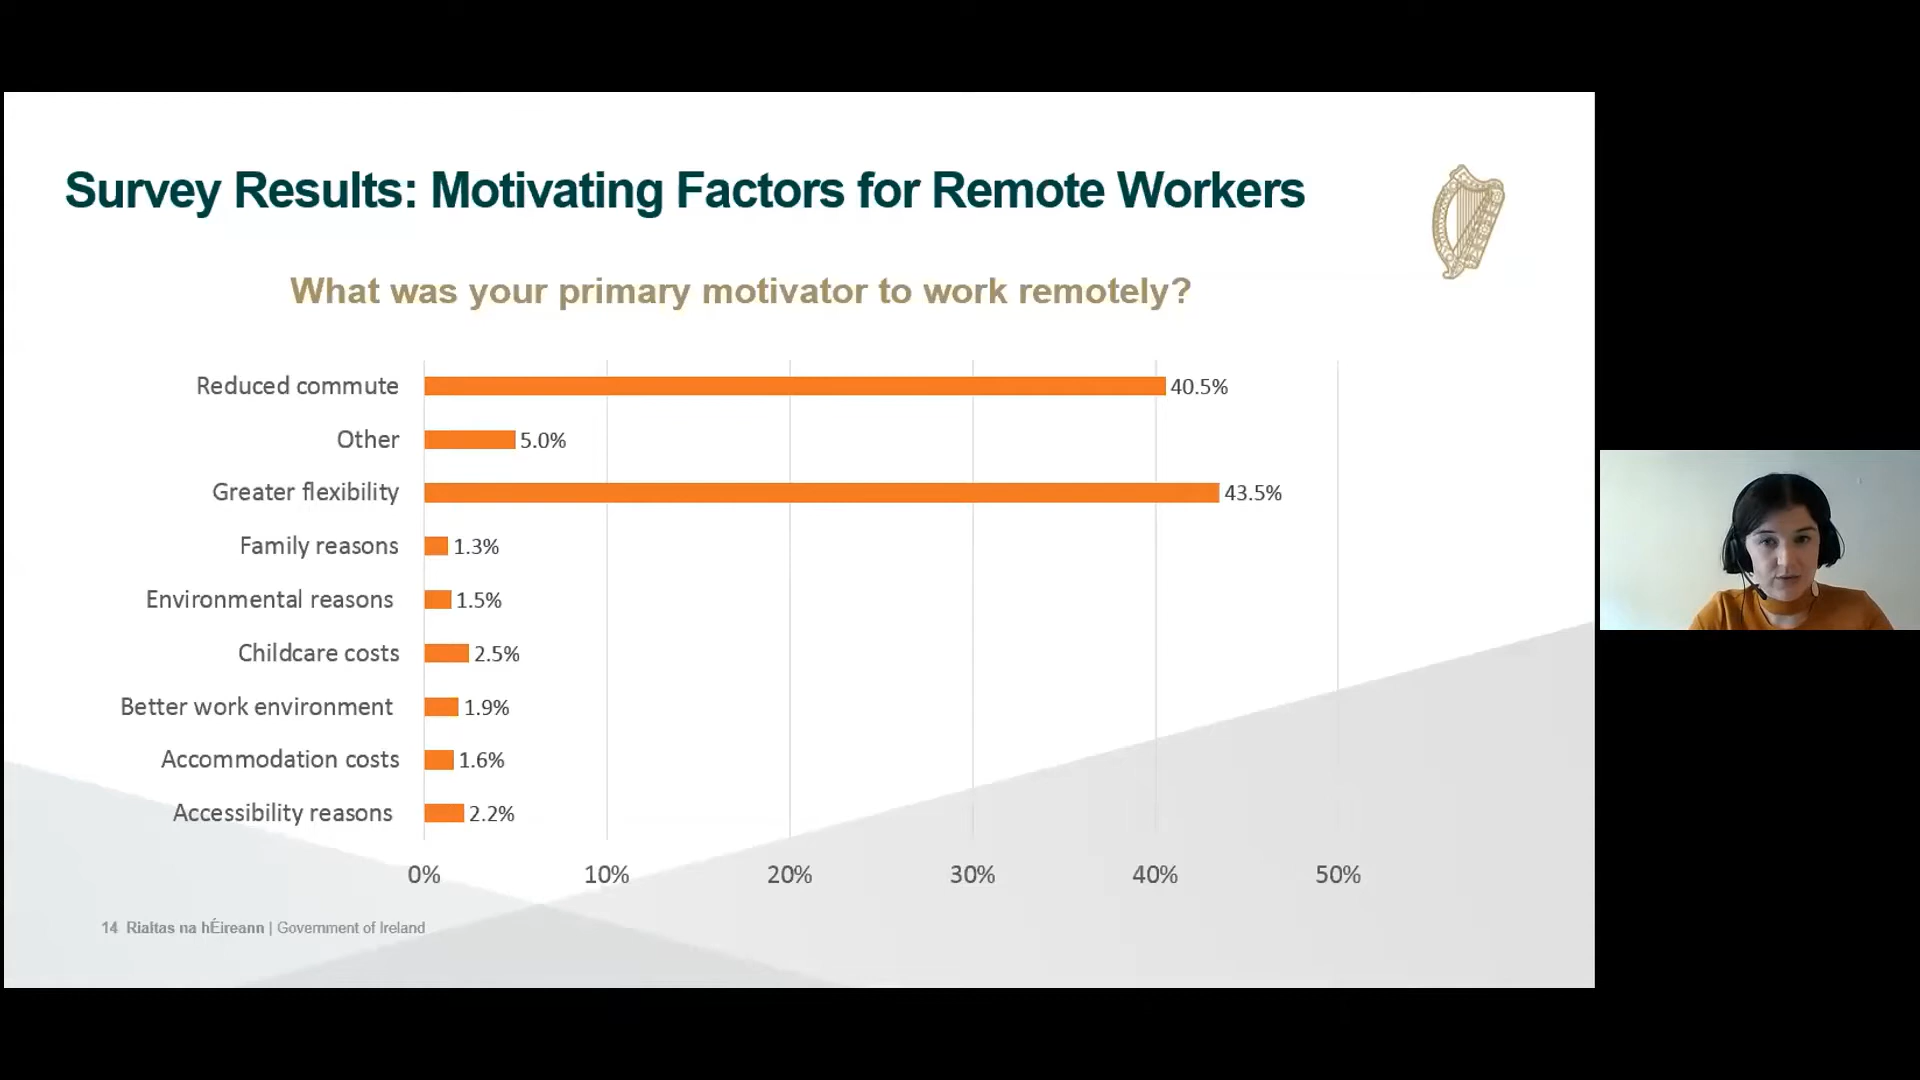 Survey Results: Motivating Factors for Remote Workers
What was your primary motivator to work remotely?
Reduced commute 40.5%
Other 5.0%
Greater flexibility 43.5%
Family reasons 1.3%
Environmental reasons 1.5%
Childcare costs 2.5%
Better work environment 1.9%
Accommodation costs 1.6%
Accessibility reasons 2.2%
0% 10% 20% 30% 40% 50%
14 Rialtas na hÉireann | Government of Ireland